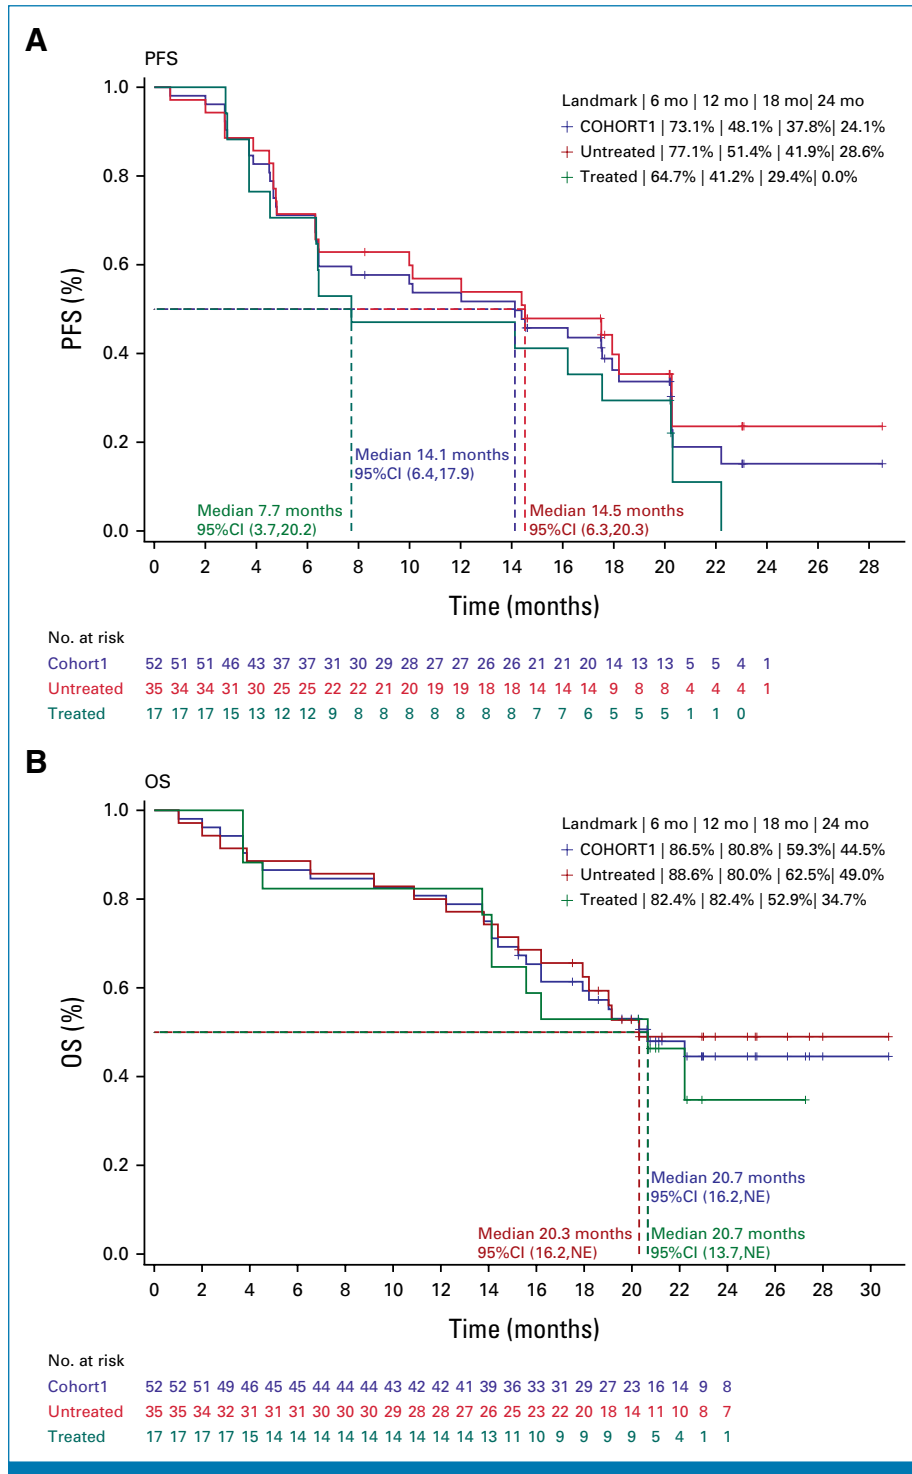 A
PFS
Landmark | 6 mo | 12 mo | 18 mo| 24 mo
COHORT1 | 73.1% | 48.1% | 37.8%| 24.1%
Untreated | 77.1% | 51.4% | 41.9%| 28.6%
Treated | 64.7% | 41.2% | 29.4%| 0.0%
1.0
0.8
0.6
0.4
0.2
0.0
PFS (%)
Median 14.1 months
95%CI (6.4,17.9)
Median 7.7 months
95%CI (3.7,20.2)
Median 14.5 months
95%CI (6.3,20.3)
0 2 4 6 8 10 12 14 16 18 20 22 24 26 28
Time (months)
No. at risk
Cohort1 52 51 51 46 43 37 37 31 30 29 28 27 27 26 26 21 21 20 14 13 13 5 5 4 1
Untreated 35 34 34 31 30 25 25 22 22 21 20 19 19 18 18 14 14 14 9 8 8 4 4 4 1
Treated 17 17 17 15 13 12 12 9 8 8 8 8 8 8 8 7 7 6 5 5 5 1 1 0
B
OS
Landmark | 6 mo | 12 mo | 18 mo | 24 mo
COHORT1 | 86.5% | 80.8% | 59.3%| 44.5%
Untreated | 88.6% | 80.0% | 62.5%| 49.0%
Treated | 82.4% | 82.4% | 52.9%| 34.7%
1.0
0.8
0.6
0.4
0.2
0.0
OS (%)
Median 20.7 months
95%CI (16.2,NE)
Median 20.3 months
95%CI (16.2,NE)
Median 20.7 months
95%CI (13.7,NE)
0 2 4 6 8 10 12 14 16 18 20 22 24 26 28 30
Time (months)
No. at risk
Cohort1 52 52 51 49 46 45 45 44 44 44 43 42 42 41 39 36 33 31 29 27 23 16 14 9 8
Untreated 35 35 34 32 31 31 31 30 30 30 29 28 28 27 26 25 23 22 20 18 14 11 10 8 7
Treated 17 17 17 17 15 14 14 14 14 14 14 14 14 14 13 11 10 9 9 9 9 5 4 1 1